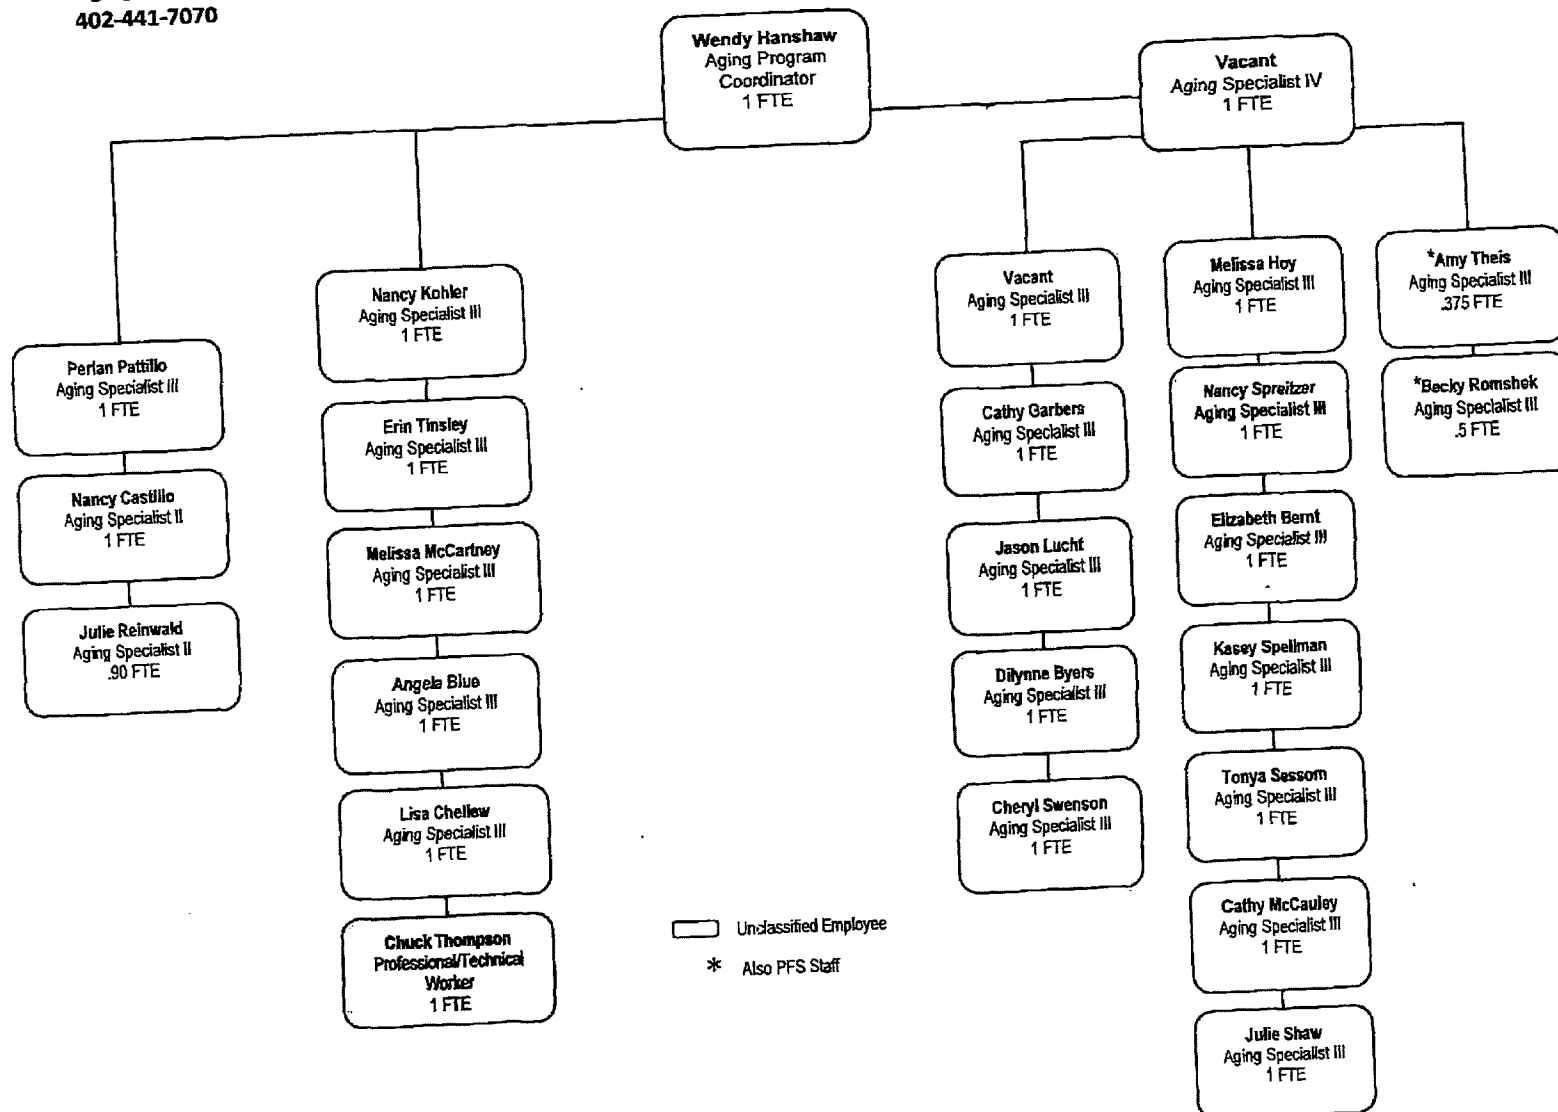 402-441-7070
Wendy Hanshaw
Aging Program
Coordinator
1 FTE
Vacant
Aging Specialist IV
1 FTE
Perlan Pattillo
Aging Specialist III
1 FTE
Nancy Castillo
Aging Specialist II
1 FTE
Julie Reinwald
Aging Specialist II
.90 FTE
Nancy Kohler
Aging Specialist III
1 FTE
Erin Tinsley
Aging Specialist III
1 FTE
Melissa McCartney
Aging Specialist III
1 FTE
Angela Blue
Aging Specialist III
1 FTE
Lisa Chellew
Aging Specialist III
1 FTE
Chuck Thompson
Professional/Technical
Worker
1 FTE
Vacant
Aging Specialist III
1 FTE
Cathy Garbers
Aging Specialist III
1 FTE
Jason Lucht
Aging Specialist III
1 FTE
Dilynne Byers
Aging Specialist III
1 FTE
Cheryl Swenson
Aging Specialist III
1 FTE
Melissa Hoy
Aging Specialist III
1 FTE
Nancy Spreitzer
Aging Specialist III
1 FTE
Elizabeth Bernt
Aging Specialist III
1 FTE
Kasey Spellman
Aging Specialist III
1 FTE
Tonya Sessom
Aging Specialist III
1 FTE
Cathy McCauley
Aging Specialist III
1 FTE
Julie Shaw
Aging Specialist III
1 FTE
*Amy Theis
Aging Specialist III
.375 FTE
*Becky Romshek
Aging Specialist III
.5 FTE
Unclassified Employee
* Also PFS Staff